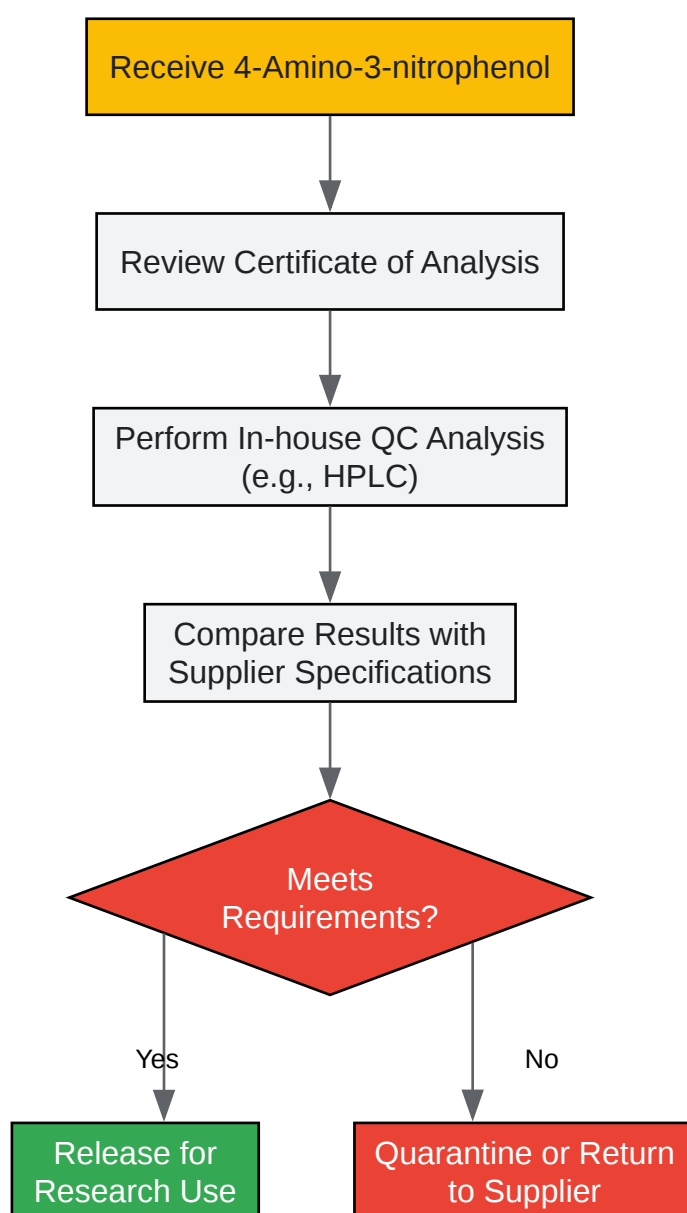 Receive 4-Amino-3-nitrophenol
Review Certificate of Analysis
Perform In-house QC Analysis
(e.g., HPLC)
Compare Results with
Supplier Specifications
Meets
Requirements?
Yes
No
Release for
Research Use
Quarantine or Return
to Supplier